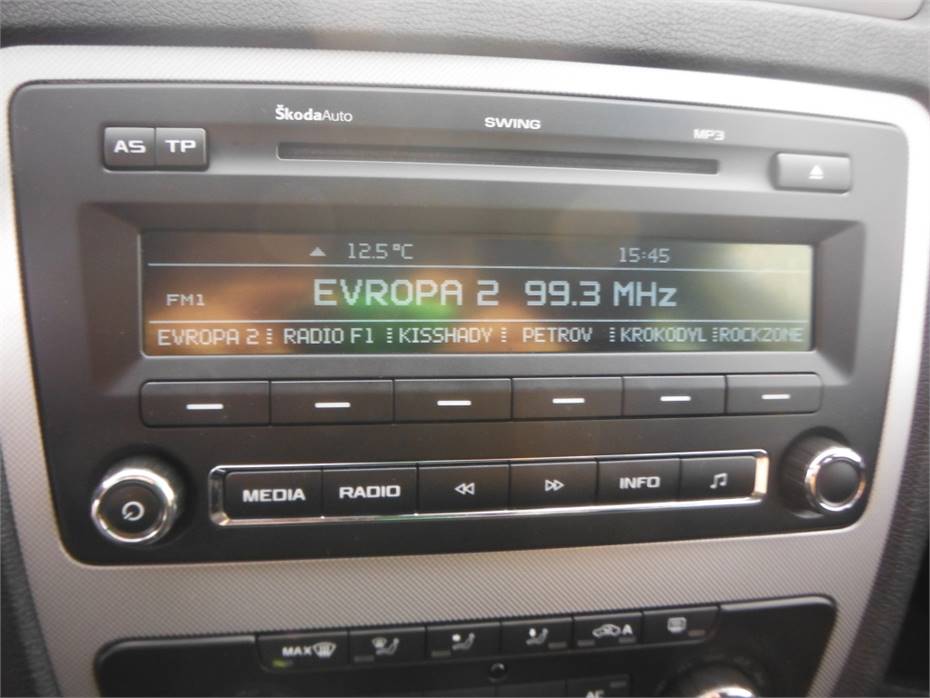 ŠkodaAuto SWING MP3
AS TP
12.5°C 15:45
FM1 EVROPA 2 99.3 MHz
EVROPA 2 RADIO F1 KISSHADY PETROV KROKODYL ROCKZONE
MEDIA RADIO INFO
MAX A
AC